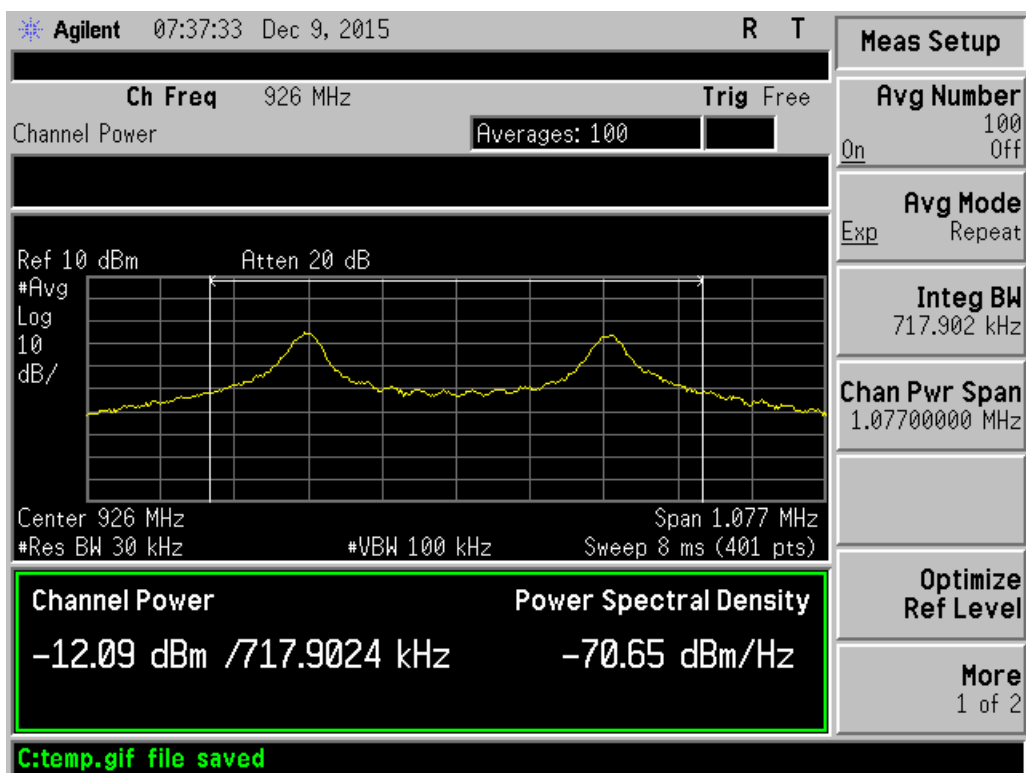 Agilent 07:37:33 Dec 9, 2015 R T
Ch Freq 926 MHz Trig Free
Channel Power Averages: 100
Ref 10 dBm Atten 20 dB
#Avg
Log
10
dB/
Center 926 MHz Span 1.077 MHz
#Res BW 30 kHz #VBW 100 kHz Sweep 8 ms (401 pts)
Channel Power Power Spectral Density
-12.09 dBm /717.9024 kHz -70.65 dBm/Hz
C:temp.gif file saved
Meas Setup
Avg Number
100
On Off
Avg Mode
Exp Repeat
Integ BW
717.902 kHz
Chan Pwr Span
1.07700000 MHz
Optimize
Ref Level
More
1 of 2